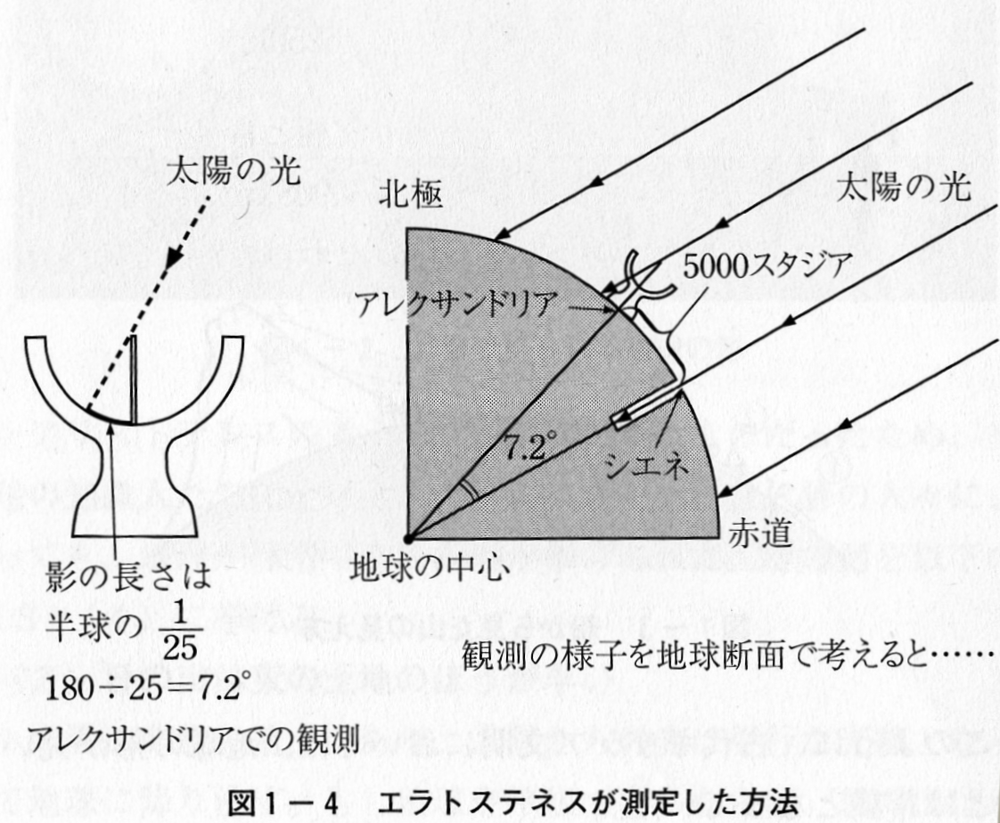 太陽の光
影の長さは
半球の 1/25
180÷25＝7.2°
アレクサンドリアでの観測
北極
太陽の光
5000スタジア
アレクサンドリア
7.2°
シエネ
赤道
地球の中心
観測の様子を地球断面で考えると……
図1－4　エラトステネスが測定した方法